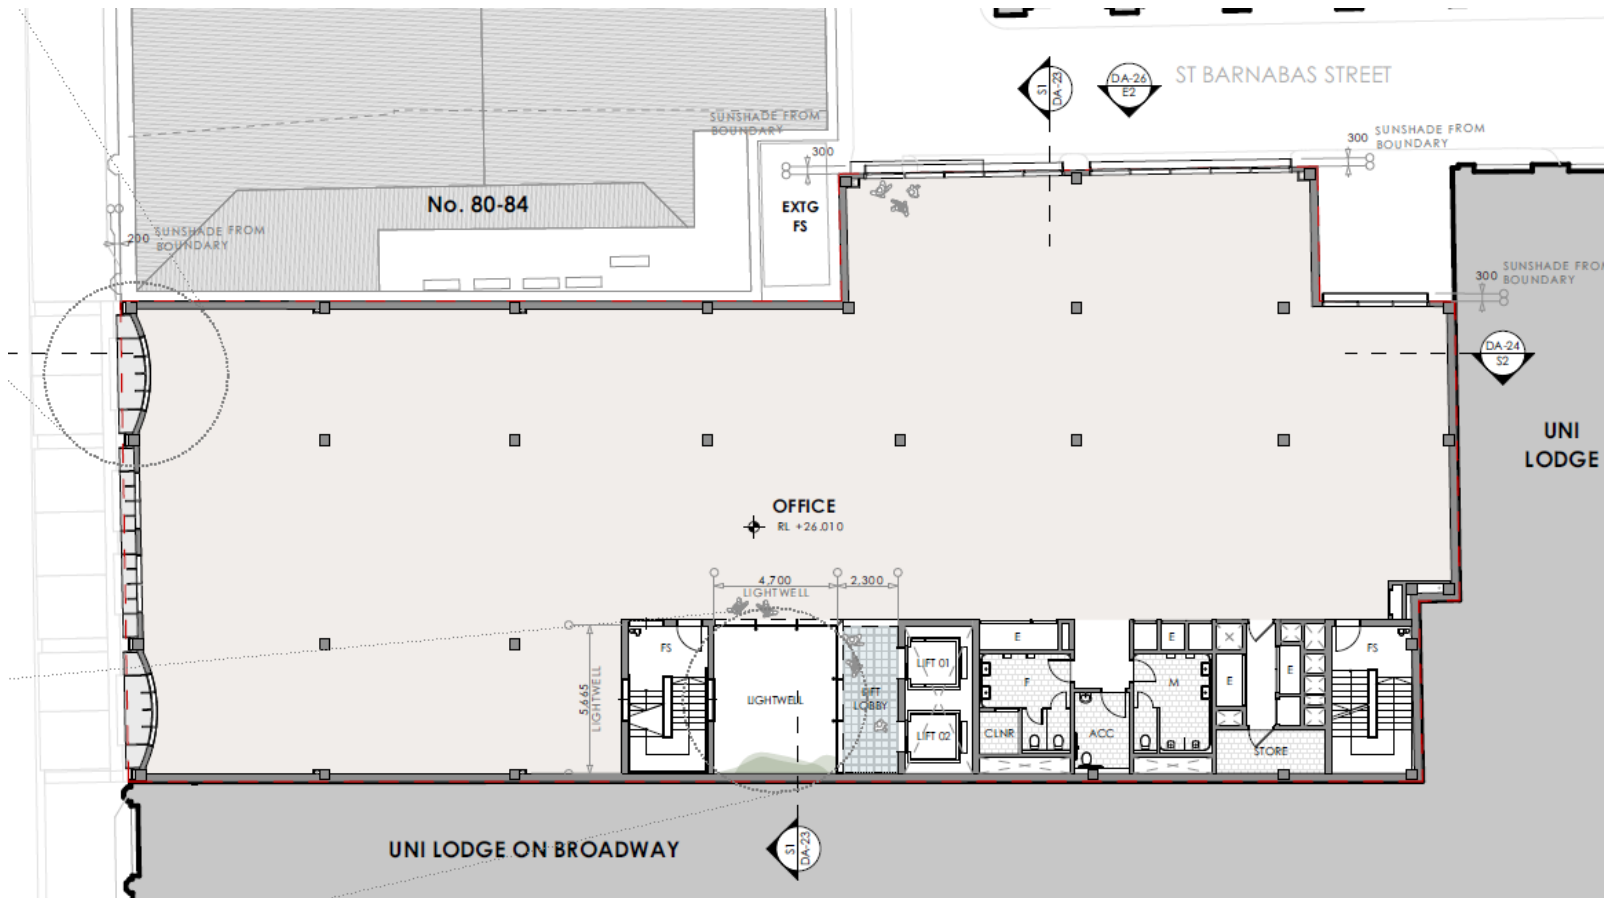 ST BARNABAS STREET
S1
DA-23
DA-26
E2
SUNSHADE FROM
BOUNDARY
300
300
SUNSHADE FROM
BOUNDARY
No. 80-84
EXTG
FS
200
SUNSHADE FROM
BOUNDARY
300
SUNSHADE FROM
BOUNDARY
DA-24
S2
UNI
LODGE
OFFICE
RL +26.010
4,700
LIGHTWELL
2,300
5,665
LIGHTWELL
FS
LIGHTWELL
LIFT
LOBBY
LIFT 01
LIFT 02
E
F
CLNR
ACC
E
M
E
E
STORE
FS
UNI LODGE ON BROADWAY
S1
DA-23